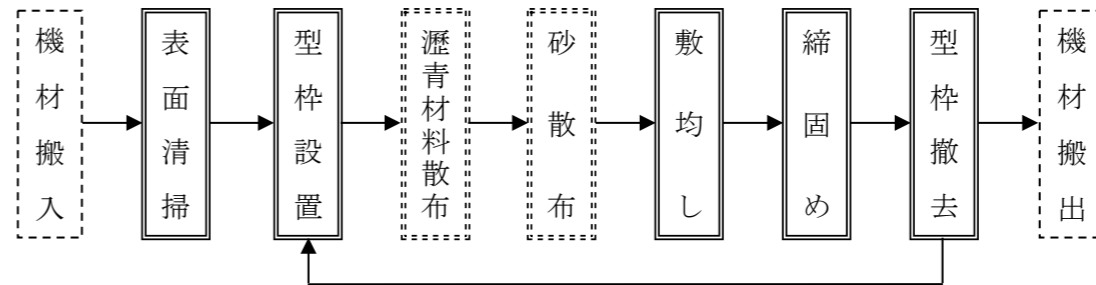 機材搬入
表面清掃
型枠設置
瀝青材料散布
砂散布
敷均し
締固め
型枠撤去
機材搬出